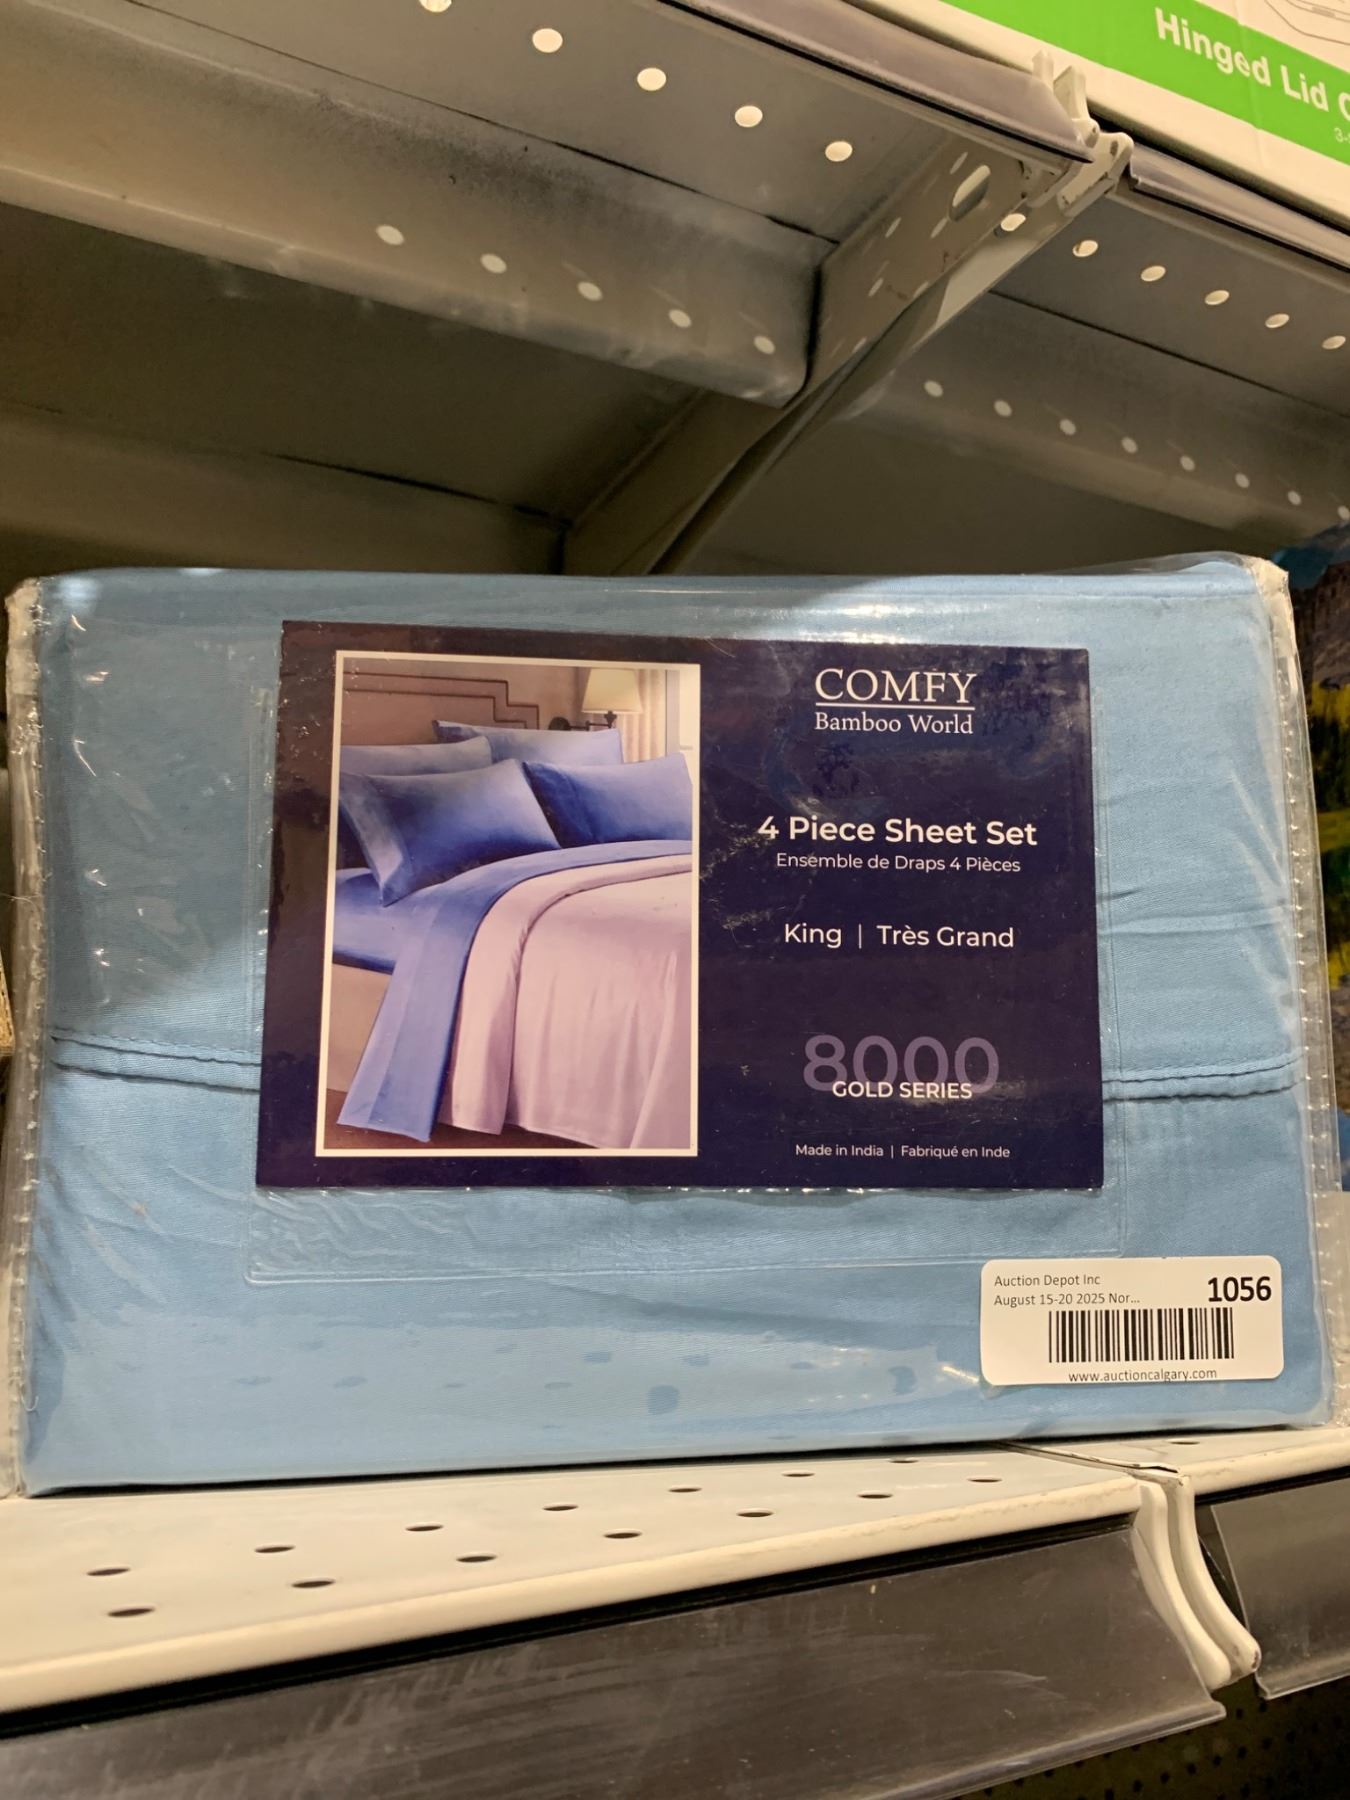 Hinged Lid
COMFY
Bamboo World
4 Piece Sheet Set
Ensemble de Draps 4 Pièces
King | Très Grand
8000
GOLD SERIES
Made in India | Fabriqué en Inde
Auction Depot Inc
August 15-20 2025 Nor...
1056
www.auctioncalgary.com